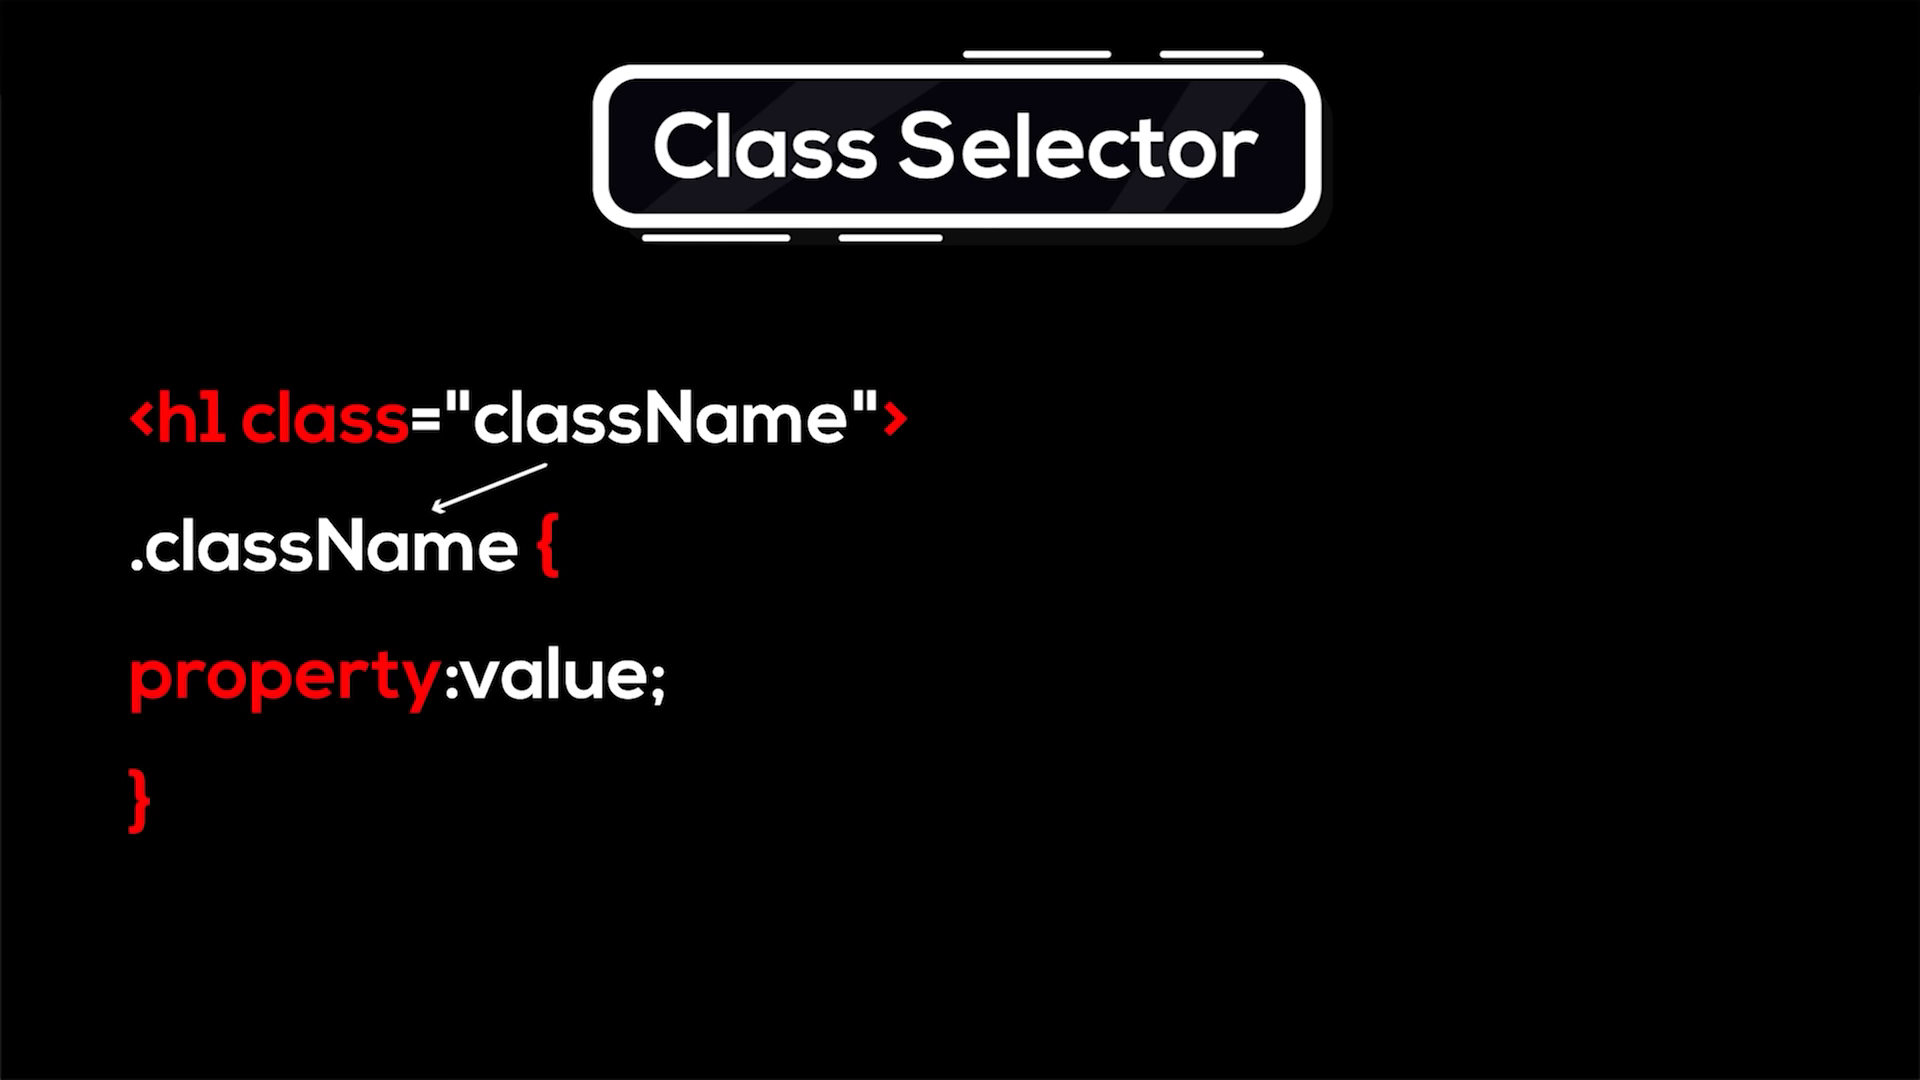 Class Selector
<h1 class="className">
.className {
property:value;
}